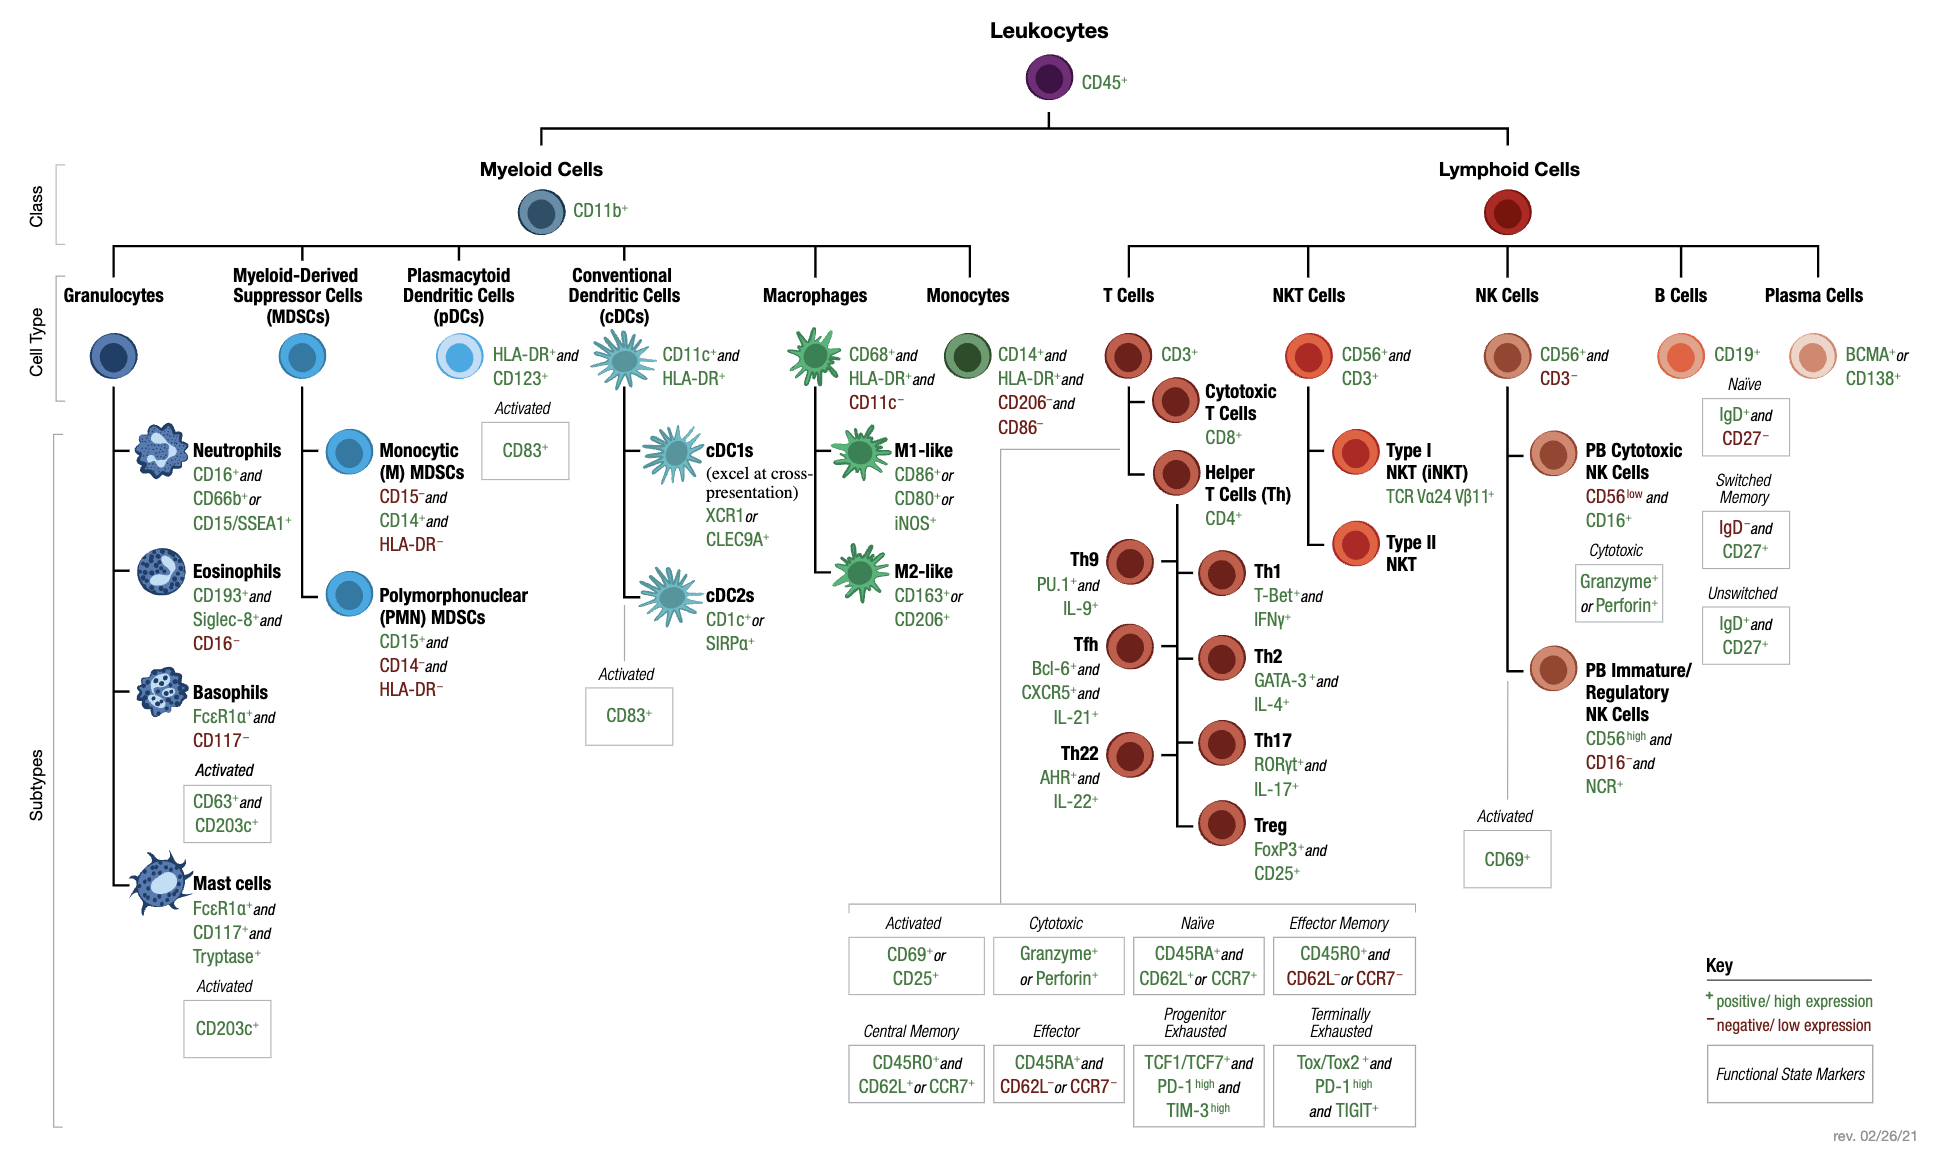 Leukocytes
CD45⁺
Class
Myeloid Cells
CD11b⁺
Lymphoid Cells
Cell Type
Granulocytes
Myeloid-Derived
Suppressor Cells
(MDSCs)
Plasmacytoid
Dendritic Cells
(pDCs)
HLA-DR⁺and
CD123⁺
Activated
CD83⁺
Conventional
Dendritic Cells
(cDCs)
CD11c⁺and
HLA-DR⁺
Macrophages
CD68⁺and
HLA-DR⁺and
CD11c⁻
Monocytes
CD14⁺and
HLA-DR⁺and
CD206⁻and
CD86⁻
T Cells
CD3⁺
NKT Cells
CD56⁺and
CD3⁺
NK Cells
CD56⁺and
CD3⁻
B Cells
CD19⁺
Naïve
IgD⁺and
CD27⁻
Switched
Memory
IgD⁻and
CD27⁺
Unswitched
IgD⁺and
CD27⁺
Plasma Cells
BCMA⁺or
CD138⁺
Subtypes
Neutrophils
CD16⁺and
CD66b⁺or
CD15/SSEA1⁺
Eosinophils
CD193⁺and
Siglec-8⁺and
CD16⁻
Basophils
FcεR1α⁺and
CD117⁻
Activated
CD63⁺and
CD203c⁺
Mast cells
FcεR1α⁺and
CD117⁺and
Tryptase⁺
Activated
CD203c⁺
Monocytic
(M) MDSCs
CD15⁻and
CD14⁺and
HLA-DR⁻
Polymorphonuclear
(PMN) MDSCs
CD15⁺and
CD14⁻and
HLA-DR⁻
cDC1s
(excel at cross-
presentation)
XCR1or
CLEC9A⁺
cDC2s
CD1c⁺or
SIRPα⁺
Activated
CD83⁺
M1-like
CD86⁺or
CD80⁺or
iNOS⁺
M2-like
CD163⁺or
CD206⁺
Cytotoxic
T Cells
CD8⁺
Helper
T Cells (Th)
CD4⁺
Th9
PU.1⁺and
IL-9⁺
Tfh
Bcl-6⁺and
CXCR5⁺and
IL-21⁺
Th22
AHR⁺and
IL-22⁺
Th1
T-Bet⁺and
IFNγ⁺
Th2
GATA-3⁺and
IL-4⁺
Th17
RORγt⁺and
IL-17⁺
Treg
FoxP3⁺and
CD25⁺
Type I
NKT (iNKT)
TCR Vα24 Vβ11⁺
Type II
NKT
PB Cytotoxic
NK Cells
CD56low and
CD16⁺
Cytotoxic
Granzyme⁺
or Perforin⁺
PB Immature/
Regulatory
NK Cells
CD56high and
CD16⁻and
NCR⁺
Activated
CD69⁺
Activated
CD69⁺or
CD25⁺
Cytotoxic
Granzyme⁺
or Perforin⁺
Naïve
CD45RA⁺and
CD62L⁺or CCR7⁺
Effector Memory
CD45RO⁺and
CD62L⁻or CCR7⁻
Central Memory
CD45RO⁺and
CD62L⁺or CCR7⁺
Effector
CD45RA⁺and
CD62L⁻or CCR7⁻
Progenitor
Exhausted
TCF1/TCF7⁺and
PD-1high and
TIM-3high
Terminally
Exhausted
Tox/Tox2⁺and
PD-1high
and TIGIT⁺
Key
⁺ positive/ high expression
⁻ negative/ low expression
Functional State Markers
rev. 02/26/21